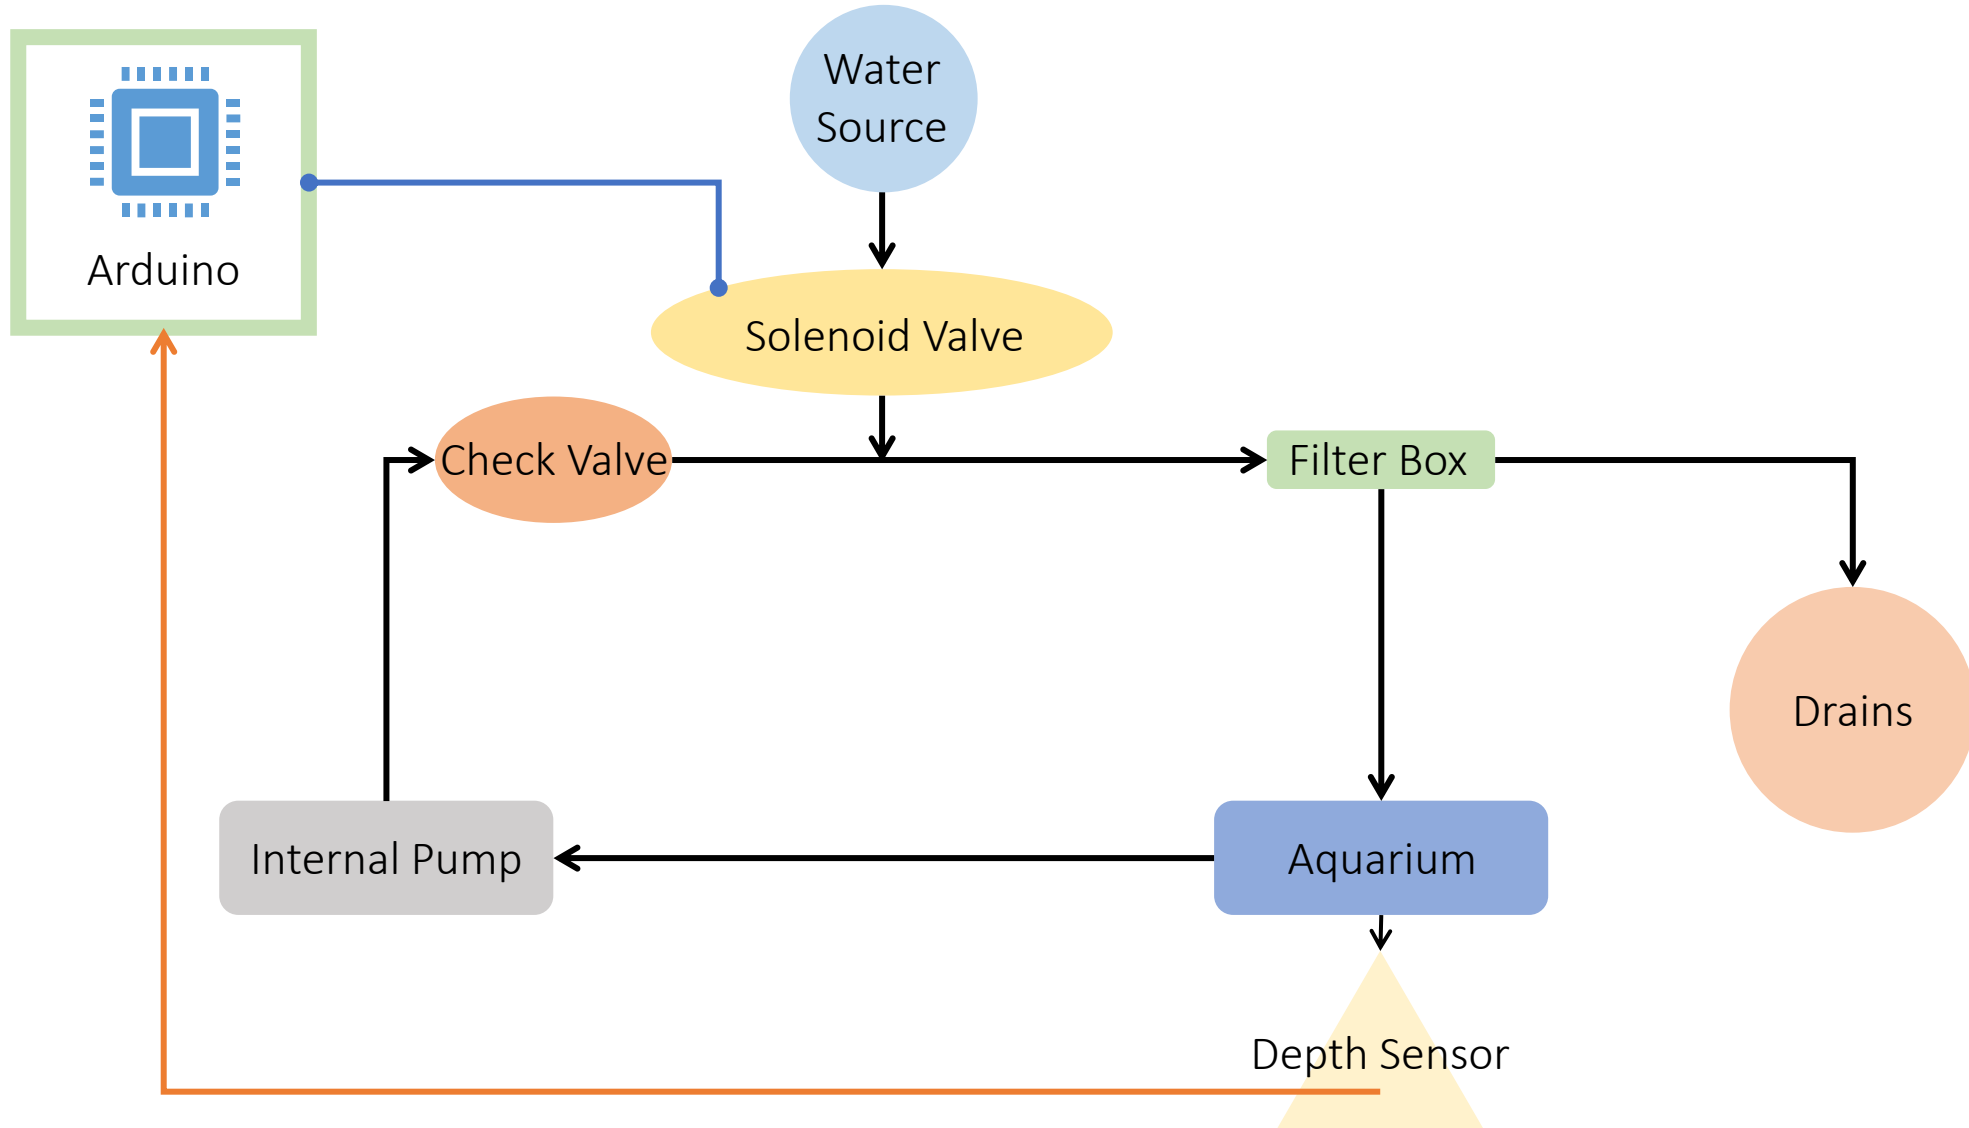 Water
Source
Arduino
Solenoid Valve
Check Valve
Filter Box
Drains
Internal Pump
Aquarium
Depth Sensor